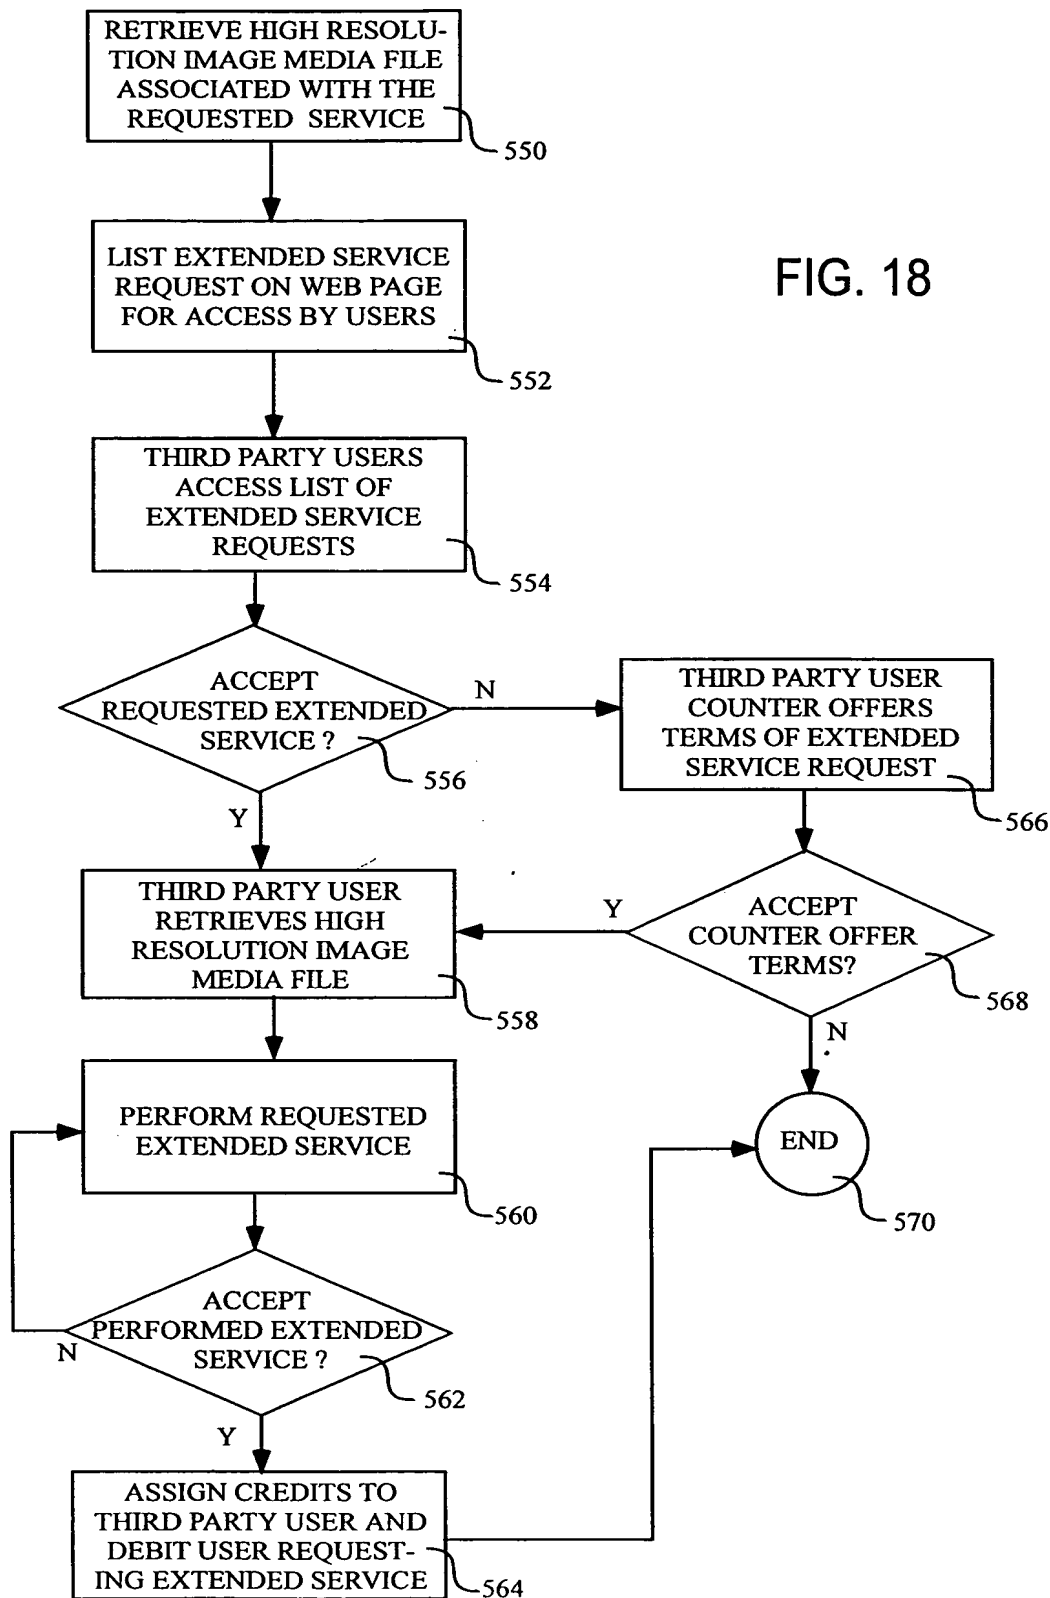 RETRIEVE HIGH RESOLU-
TION IMAGE MEDIA FILE
ASSOCIATED WITH THE
REQUESTED SERVICE
550
LIST EXTENDED SERVICE
REQUEST ON WEB PAGE
FOR ACCESS BY USERS
552
FIG. 18
THIRD PARTY USERS
ACCESS LIST OF
EXTENDED SERVICE
REQUESTS
554
ACCEPT
REQUESTED EXTENDED
SERVICE ?
556
N
Y
THIRD PARTY USER
COUNTER OFFERS
TERMS OF EXTENDED
SERVICE REQUEST
566
THIRD PARTY USER
RETRIEVES HIGH
RESOLUTION IMAGE
MEDIA FILE
558
Y
ACCEPT
COUNTER OFFER
TERMS?
568
N
PERFORM REQUESTED
EXTENDED SERVICE
560
END
570
ACCEPT
PERFORMED EXTENDED
SERVICE ?
N
562
Y
ASSIGN CREDITS TO
THIRD PARTY USER AND
DEBIT USER REQUEST-
ING EXTENDED SERVICE
564